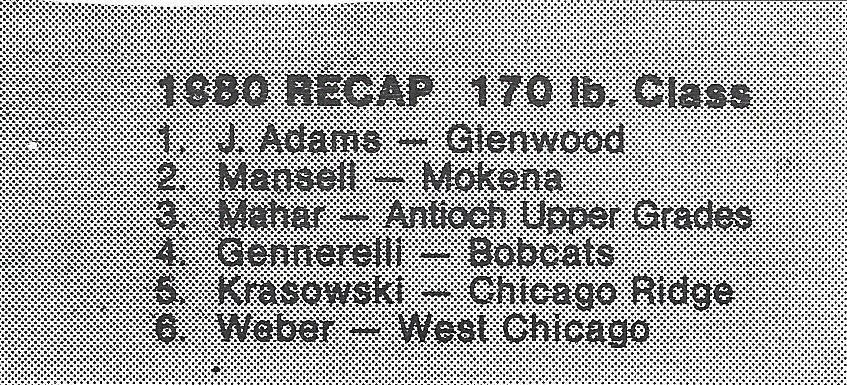 1980 RECAP 170 lb. Class
1. J. Adams — Glenwood
2. Mansell — Mokena
3. Mahar — Antioch Upper Grades
4. Gennerelli — Bobcats
5. Krasowski — Chicago Ridge
6. Weber — West Chicago